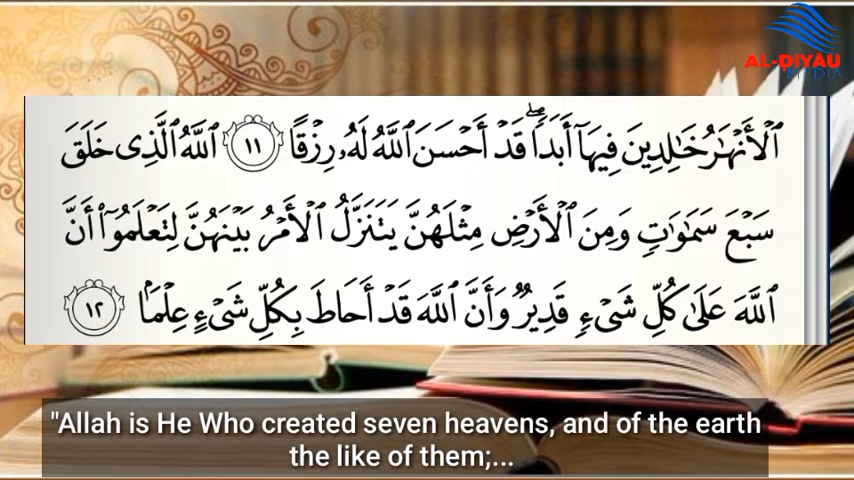 AL-ḌIYĀU
MEDIA
ٱلْأَنْهَٰرُ خَٰلِدِينَ فِيهَآ أَبَدًا ۖ قَدْ أَحْسَنَ ٱللَّهُ لَهُۥ رِزْقًا ١١ ٱللَّهُ ٱلَّذِى خَلَقَ
سَبْعَ سَمَٰوَٰتٍ وَمِنَ ٱلْأَرْضِ مِثْلَهُنَّ يَتَنَزَّلُ ٱلْأَمْرُ بَيْنَهُنَّ لِتَعْلَمُوٓا۟ أَنَّ
ٱللَّهَ عَلَىٰ كُلِّ شَىْءٍ قَدِيرٌ وَأَنَّ ٱللَّهَ قَدْ أَحَاطَ بِكُلِّ شَىْءٍ عِلْمًۢا ١٢
"Allah is He Who created seven heavens, and of the earth
the like of them;...